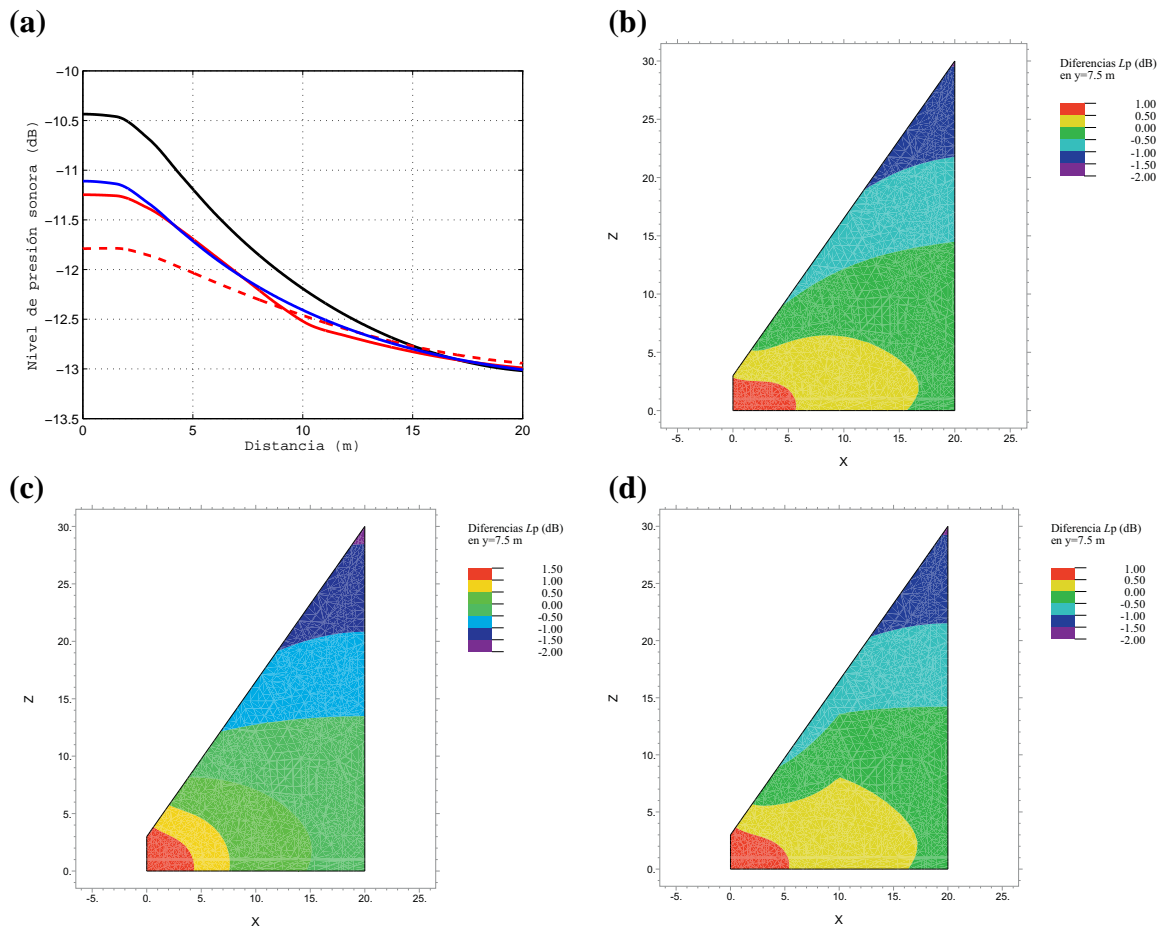 (a)
−10
−10.5
−11
−11.5
−12
−12.5
−13
−13.5
Nivel de presión sonora (dB)
0 5 10 15 20
Distancia (m)
(b)
30.
25.
20.
15.
10.
5.
0.
Z
-5. 0. 5. 10. 15. 20. 25.
X
Diferencias Lp (dB)
en y=7.5 m
1.00
0.50
0.00
-0.50
-1.00
-1.50
-2.00
(c)
30.
25.
20.
15.
10.
5.
0.
Z
-5. 0. 5. 10. 15. 20. 25.
X
Diferencias Lp (dB)
en y=7.5 m
1.50
1.00
0.50
0.00
-0.50
-1.00
-1.50
-2.00
(d)
30.
25.
20.
15.
10.
5.
0.
Z
-5. 0. 5. 10. 15. 20. 25.
X
Diferencia Lp (dB)
en y=7.5 m
1.00
0.50
0.00
-0.50
-1.00
-1.50
-2.00